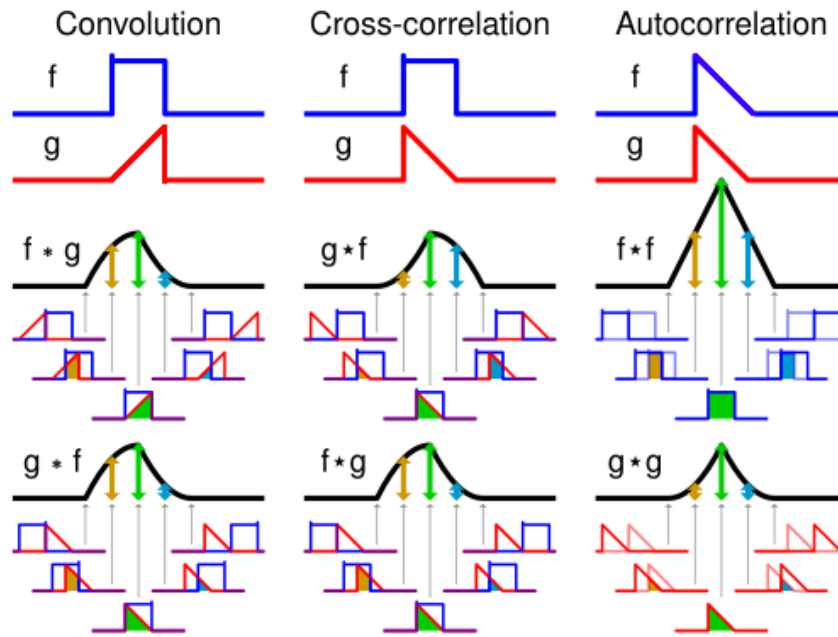 Convolution Cross-correlation Autocorrelation
f f f
g g g
f * g g⋆f f⋆f
g * f f⋆g g⋆g